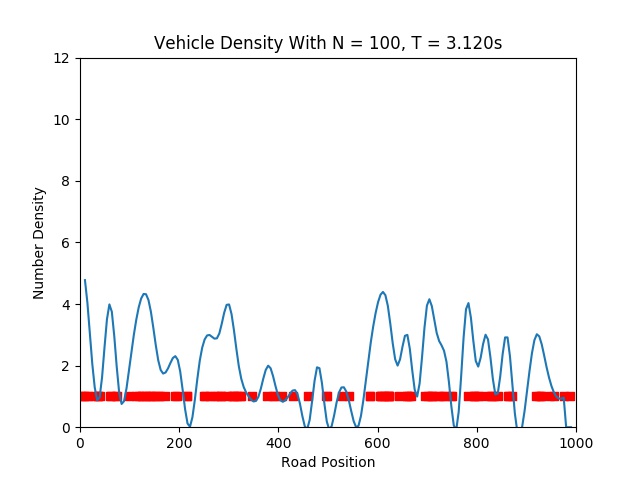 Vehicle Density With N = 100, T = 3.120s
12
10
8
6
4
2
0
Number Density
0 200 400 600 800 1000
Road Position